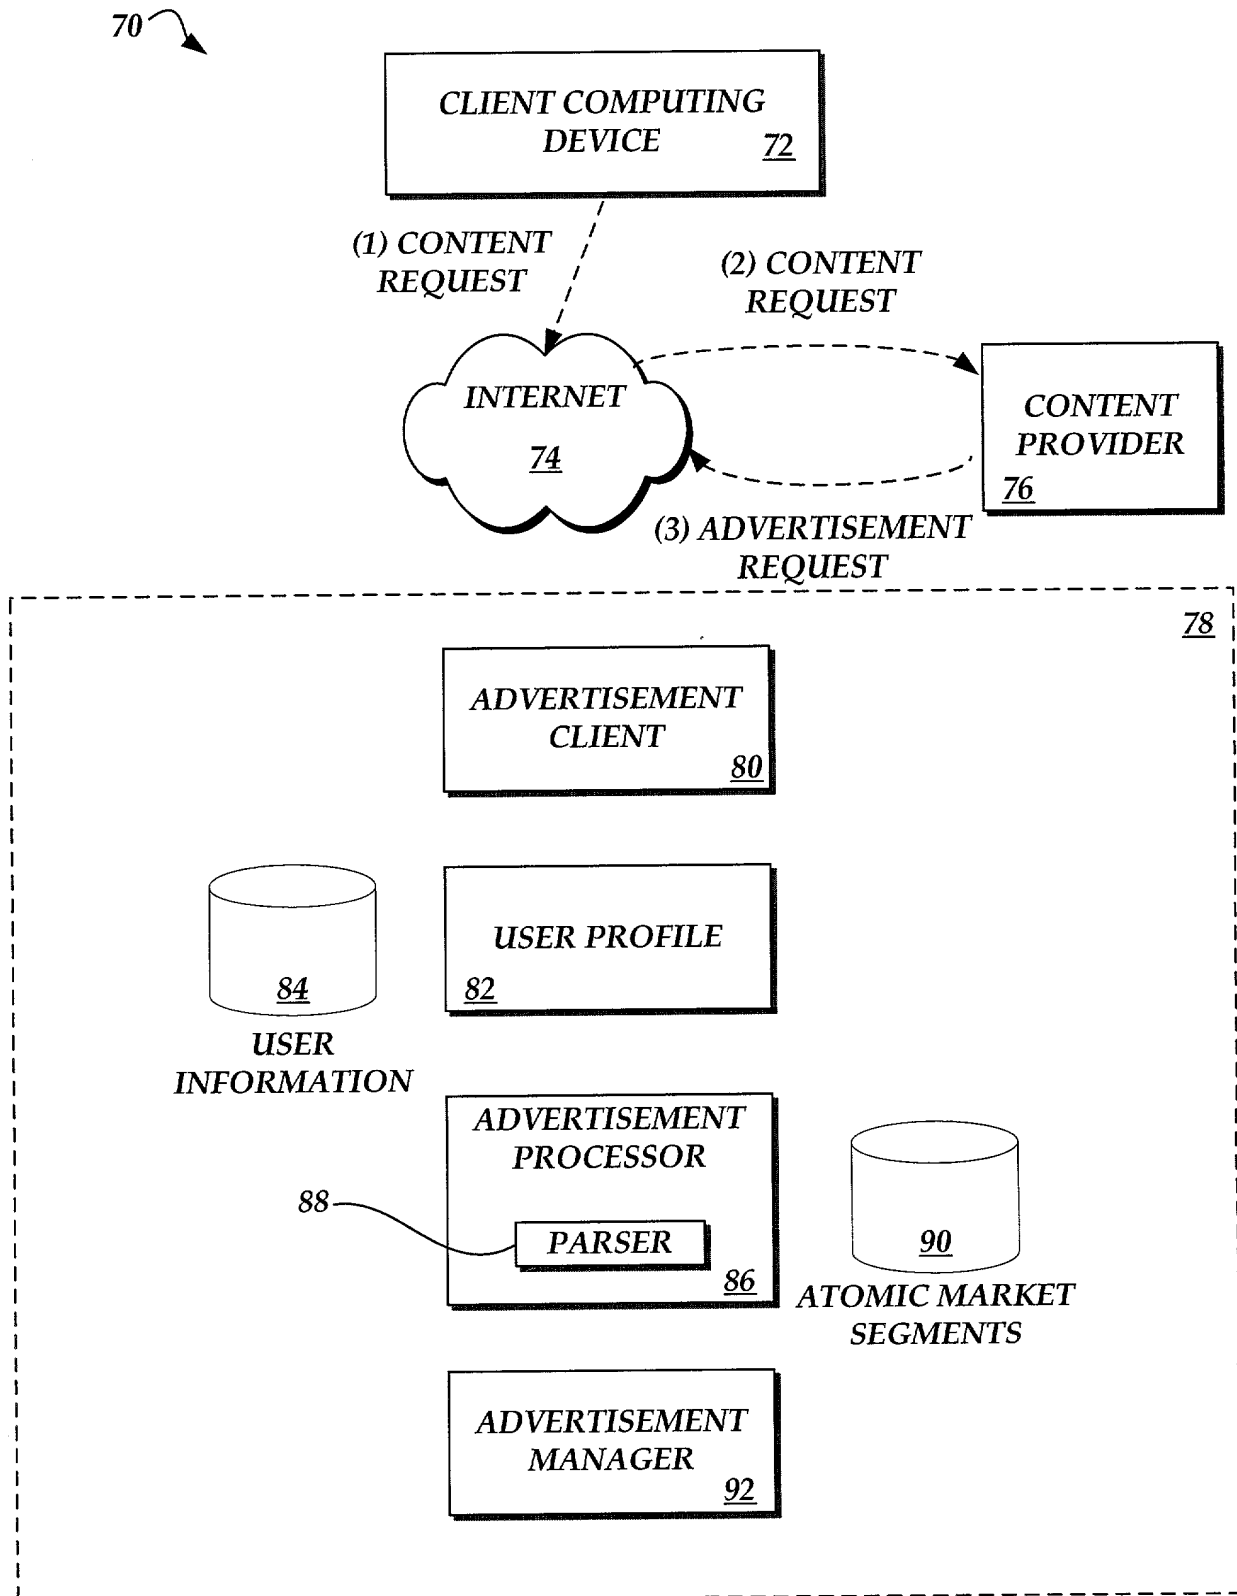 70
CLIENT COMPUTING
DEVICE
72
(1) CONTENT
REQUEST
(2) CONTENT
REQUEST
INTERNET
74
CONTENT
PROVIDER
76
(3) ADVERTISEMENT
REQUEST
78
ADVERTISEMENT
CLIENT
80
USER PROFILE
82
84
USER
INFORMATION
ADVERTISEMENT
PROCESSOR
88
PARSER
86
90
ATOMIC MARKET
SEGMENTS
ADVERTISEMENT
MANAGER
92